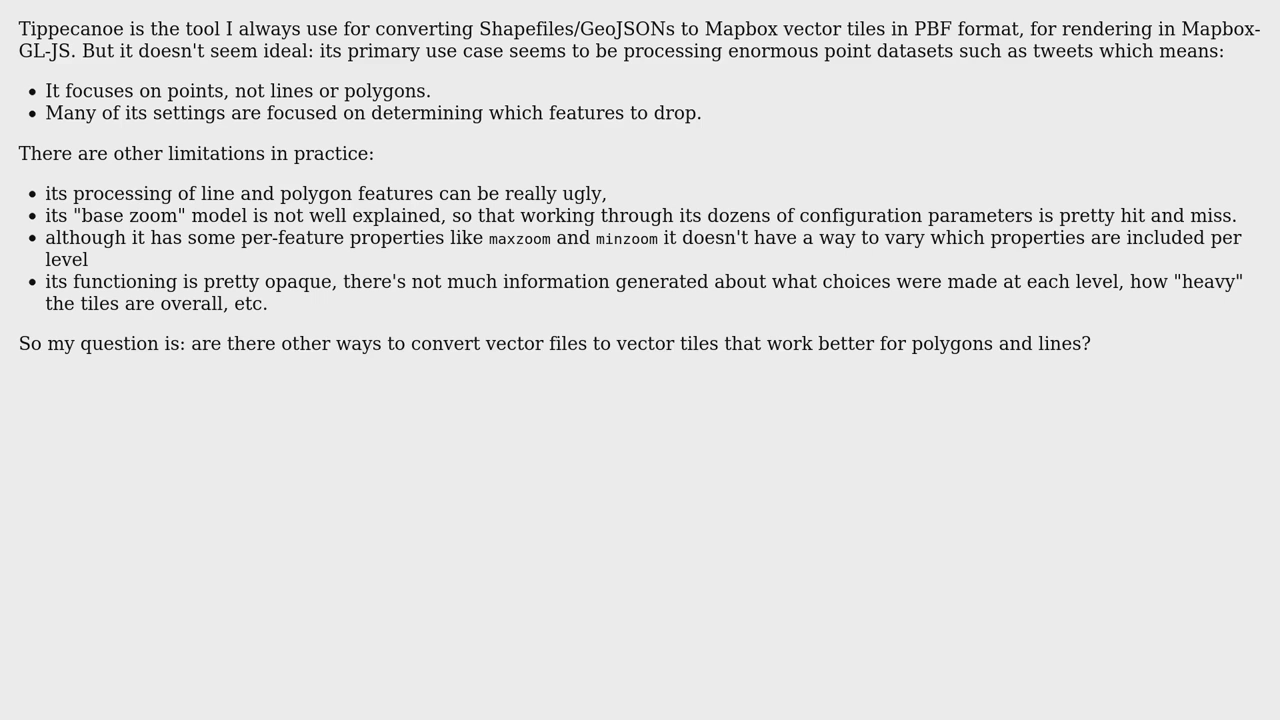 Tippecanoe is the tool I always use for converting Shapefiles/GeoJSONs to Mapbox vector tiles in PBF format, for rendering in Mapbox-
GL-JS. But it doesn't seem ideal: its primary use case seems to be processing enormous point datasets such as tweets which means:
• It focuses on points, not lines or polygons.
• Many of its settings are focused on determining which features to drop.
There are other limitations in practice:
• its processing of line and polygon features can be really ugly,
• its "base zoom" model is not well explained, so that working through its dozens of configuration parameters is pretty hit and miss.
• although it has some per-feature properties like maxzoom and minzoom it doesn't have a way to vary which properties are included per
level
• its functioning is pretty opaque, there's not much information generated about what choices were made at each level, how "heavy"
the tiles are overall, etc.
So my question is: are there other ways to convert vector files to vector tiles that work better for polygons and lines?